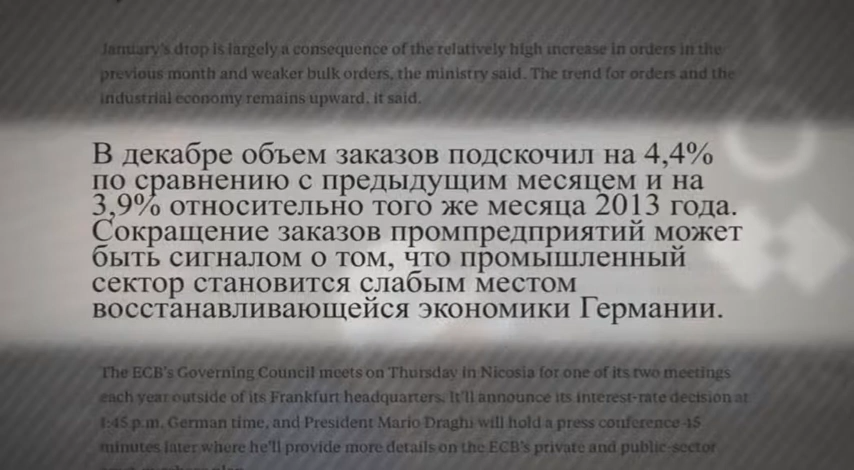 January's drop is largely a consequence of the relatively high increase in orders in the
previous month and weaker bulk orders, the ministry said. The trend for orders and the
industrial economy remains upward, it said.
В декабре объем заказов подскочил на 4,4%
по сравнению с предыдущим месяцем и на
3,9% относительно того же месяца 2013 года.
Сокращение заказов промпредприятий может
быть сигналом о том, что промышленный
сектор становится слабым местом
восстанавливающейся экономики Германии.
The ECB's Governing Council meets on Thursday in Nicosia for one of its two meetings
each year outside of its Frankfurt headquarters. It'll announce its interest-rate decision at
1:45 p.m. German time, and President Mario Draghi will hold a press conference 45
minutes later where he'll provide more details on the ECB's private and public-sector